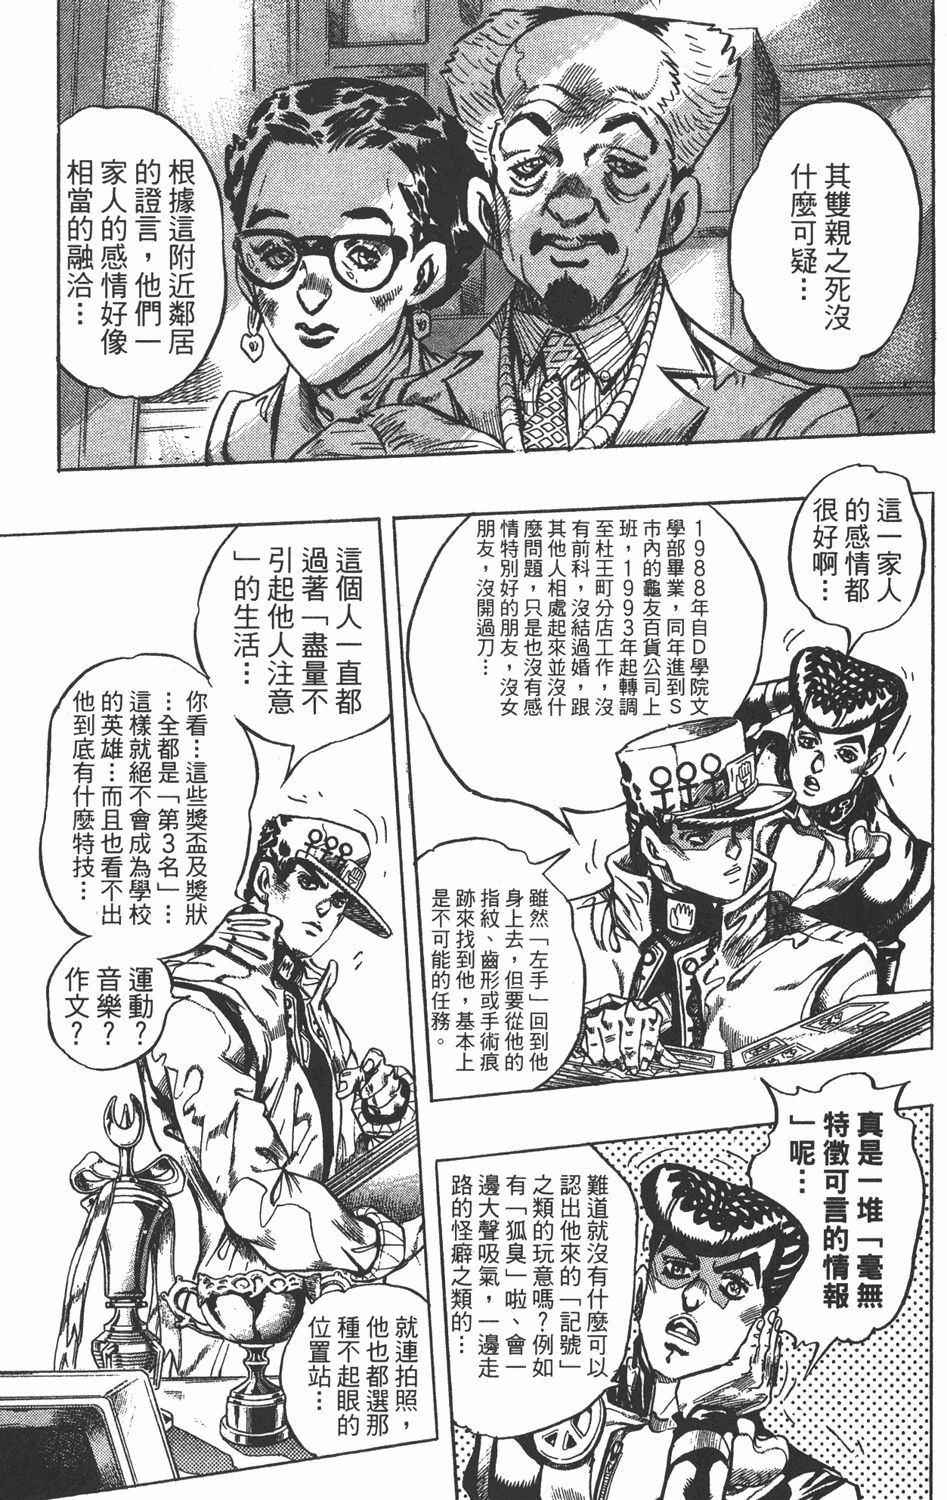 其雙親之死沒
什麼可疑…
根據這附近鄰居
的證言，他們一
家人的感情好像
相當的融洽…
這一家人
的感情都
很好啊…
1988年自D學院文
學部畢業，同年進到S
市內的龜友百貨公司上
班，1993年起轉調
至杜王町分店工作，沒
有前科，沒結過婚，跟
其他人相處起來並沒什
麼問題，只是也沒有感
情特別好的朋友，沒女
朋友，沒開過刀…
雖然「左手」回到他
身上去，但要從他的
指紋、齒形或手術痕
跡來找到他，基本上
是不可能的任務。
這個人一直都
過著「盡量不
引起他人注意
」的生活…
你看…這些獎盃及獎狀
…全都是「第3名」…
這樣就絕不會成為學校
的英雄…而且也看不出
他到底有什麼特技…
運動？
音樂？
作文？
就連拍照，
他也都選那
種不起眼的
位置站…
真是一堆「毫無
特徵可言的情報
」呢…
難道就沒有什麼可以
認出他來的「記號」
之類的玩意嗎？例如
有「狐臭」啦、會一
邊大聲吸氣，一邊走
路的怪癖之類的…